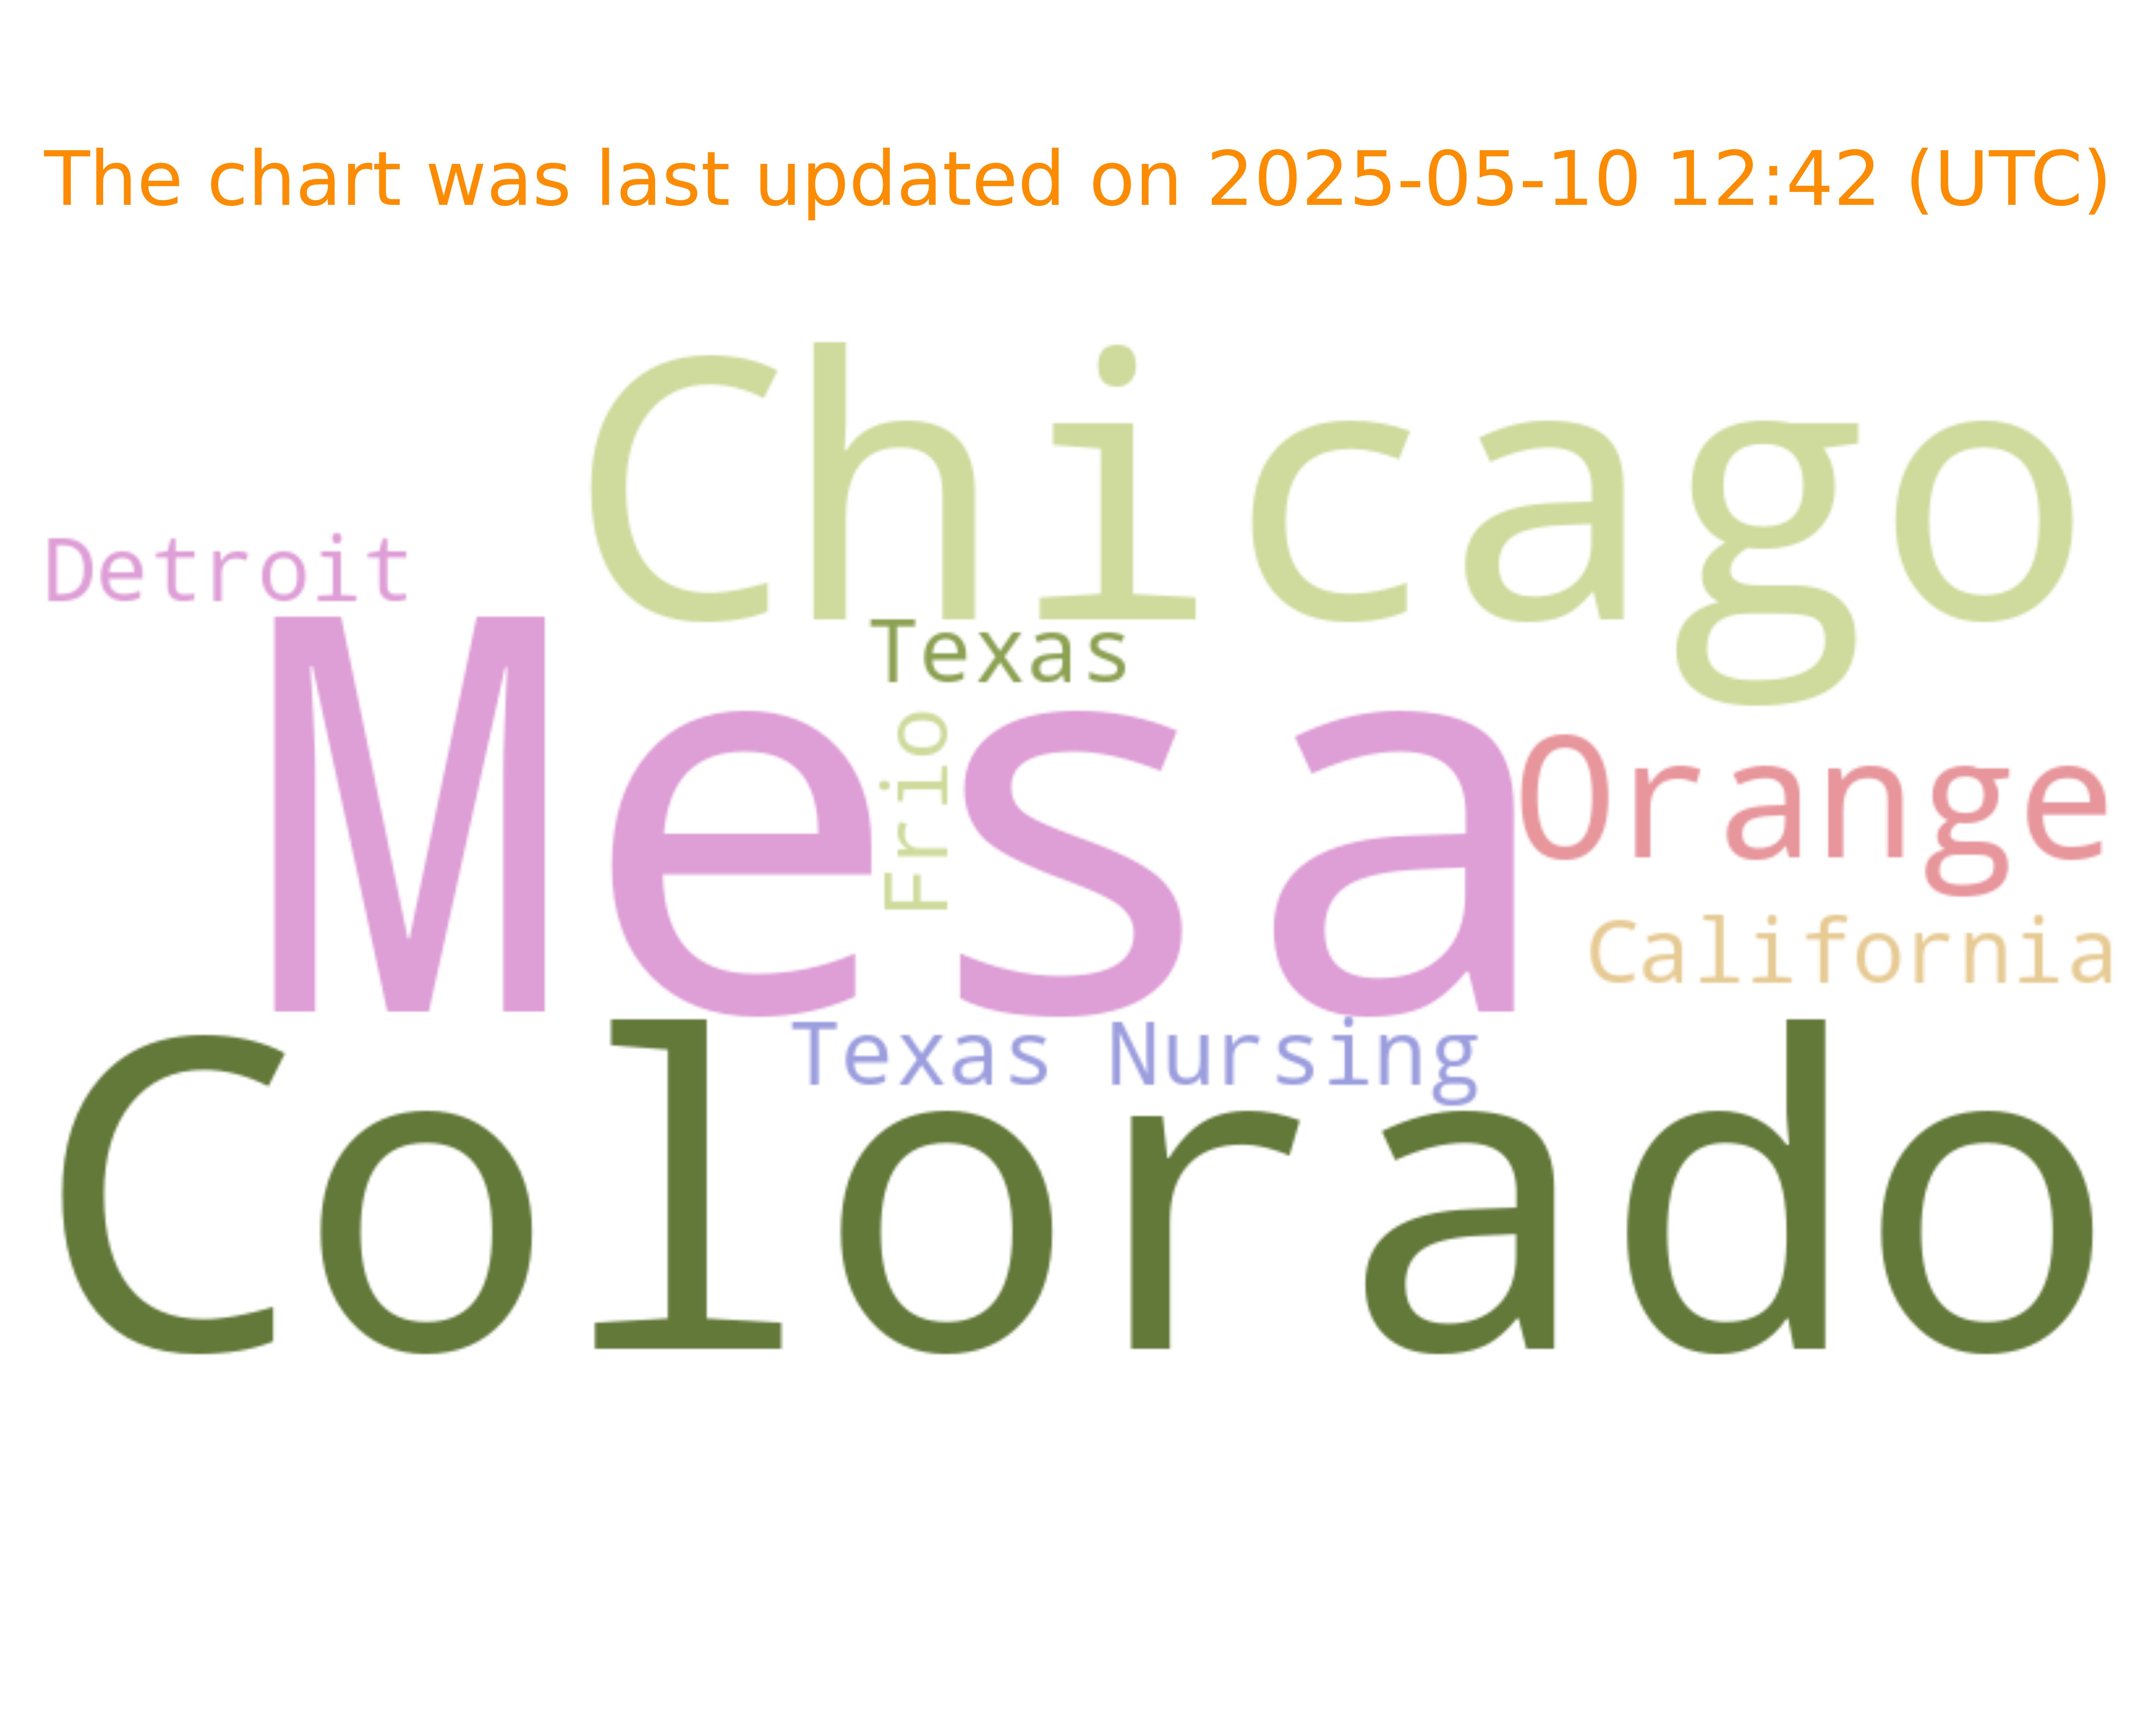 The chart was last updated on 2025-05-10 12:42 (UTC)
Chicago
Detroit
Texas
Frio
Mesa
Orange
California
Texas Nursing
Colorado